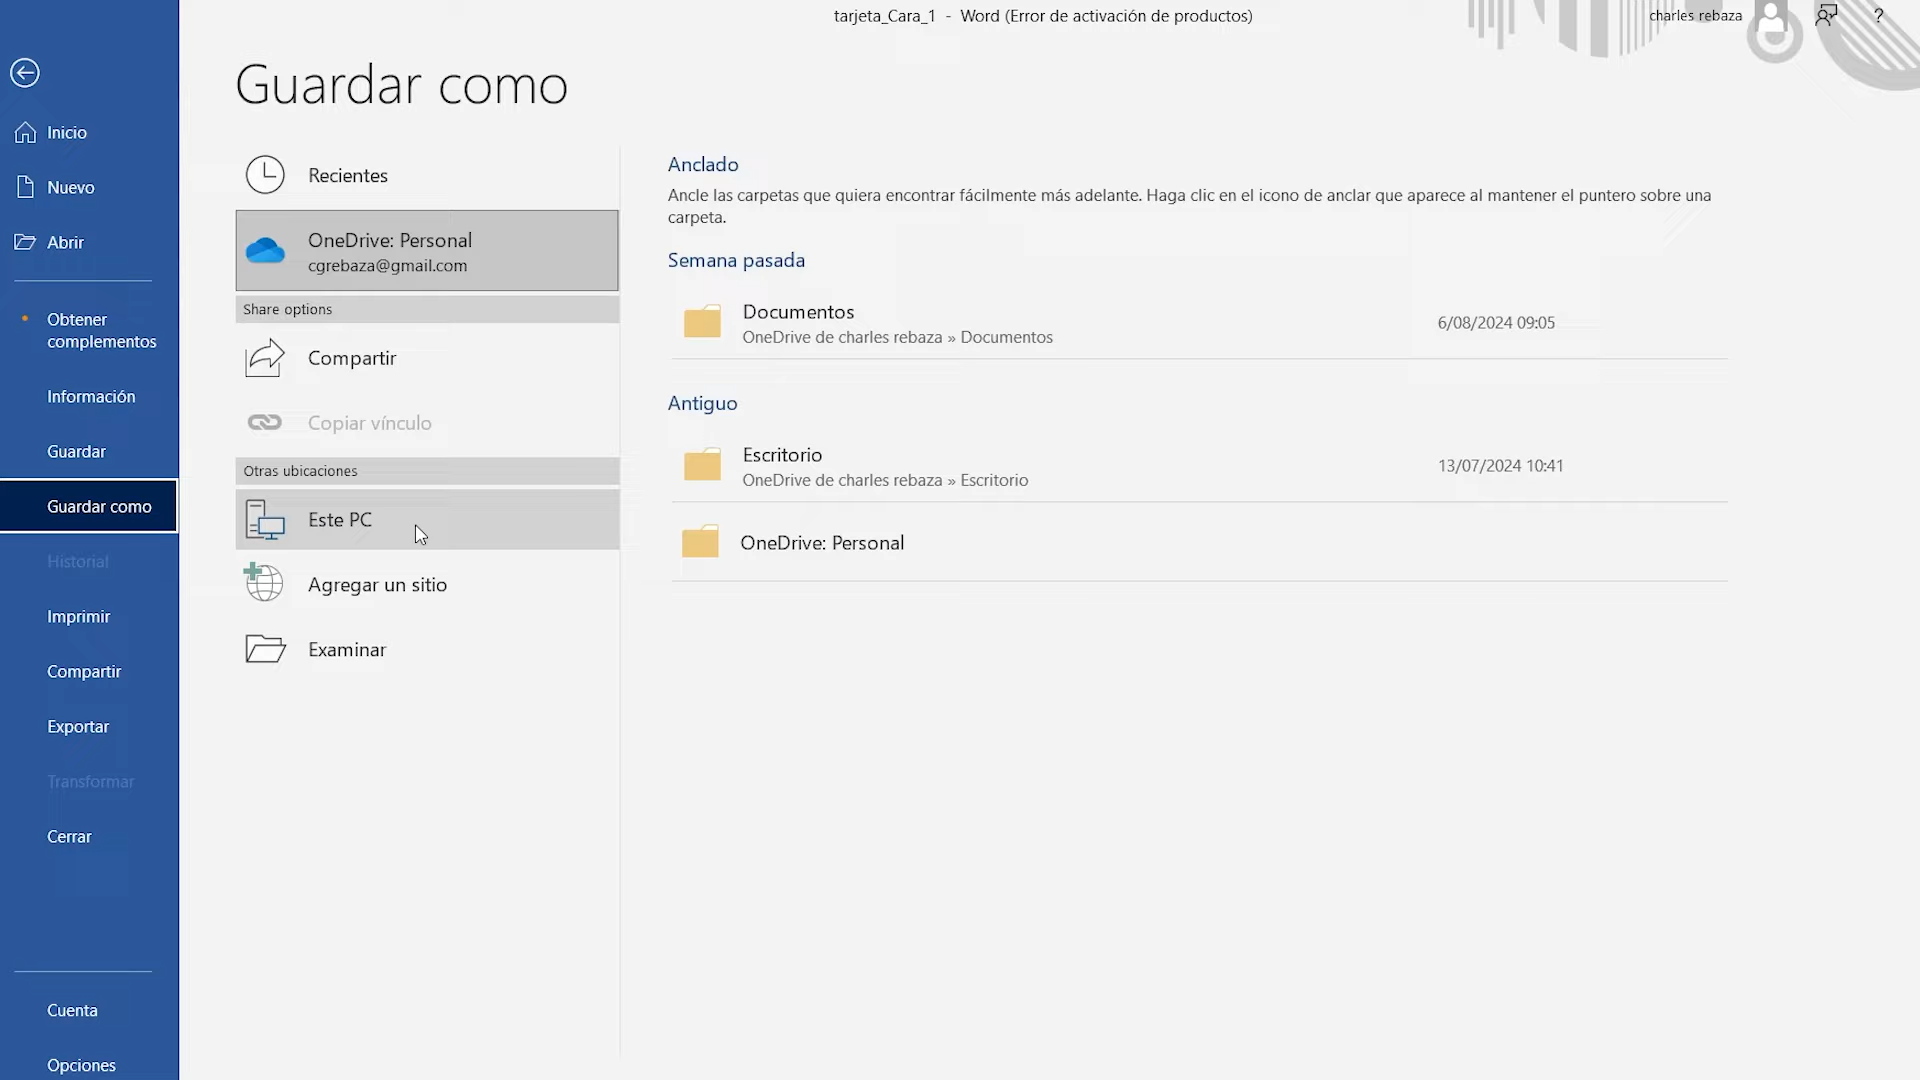 tarjeta_Cara_1 - Word (Error de activación de productos)
charles rebaza
?
Guardar como
Inicio
Nuevo
Abrir
Obtener
complementos
Información
Guardar
Guardar como
Historial
Imprimir
Compartir
Exportar
Transformar
Cerrar
Cuenta
Opciones
Recientes
OneDrive: Personal
cgrebaza@gmail.com
Share options
Compartir
Copiar vínculo
Otras ubicaciones
Este PC
Agregar un sitio
Examinar
Anclado
Ancle las carpetas que quiera encontrar fácilmente más adelante. Haga clic en el icono de anclar que aparece al mantener el puntero sobre una
carpeta.
Semana pasada
Documentos
OneDrive de charles rebaza » Documentos
6/08/2024 09:05
Antiguo
Escritorio
OneDrive de charles rebaza » Escritorio
13/07/2024 10:41
OneDrive: Personal